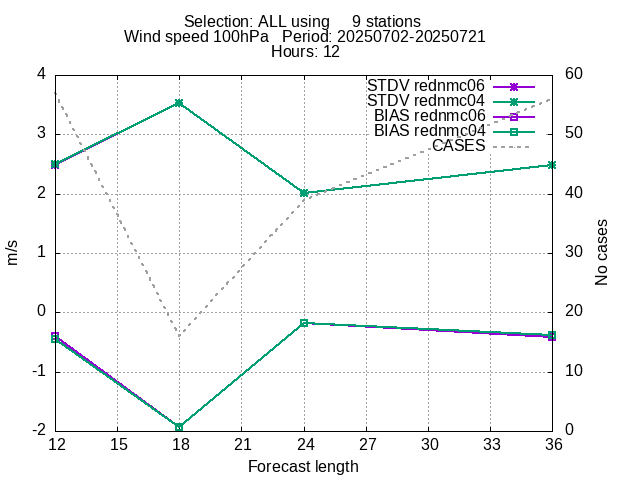 Selection: ALL using     9 stations
Wind speed 100hPa   Period: 20250702-20250721
Hours: 12
4
60
STDV rednmc06
STDV rednmc04
BIAS rednmc06
BIAS rednmc04
CASES
3
50
2
40
1
30
0
20
-1
10
-2
0
m/s
No cases
12 15 18 21 24 27 30 33 36
Forecast length